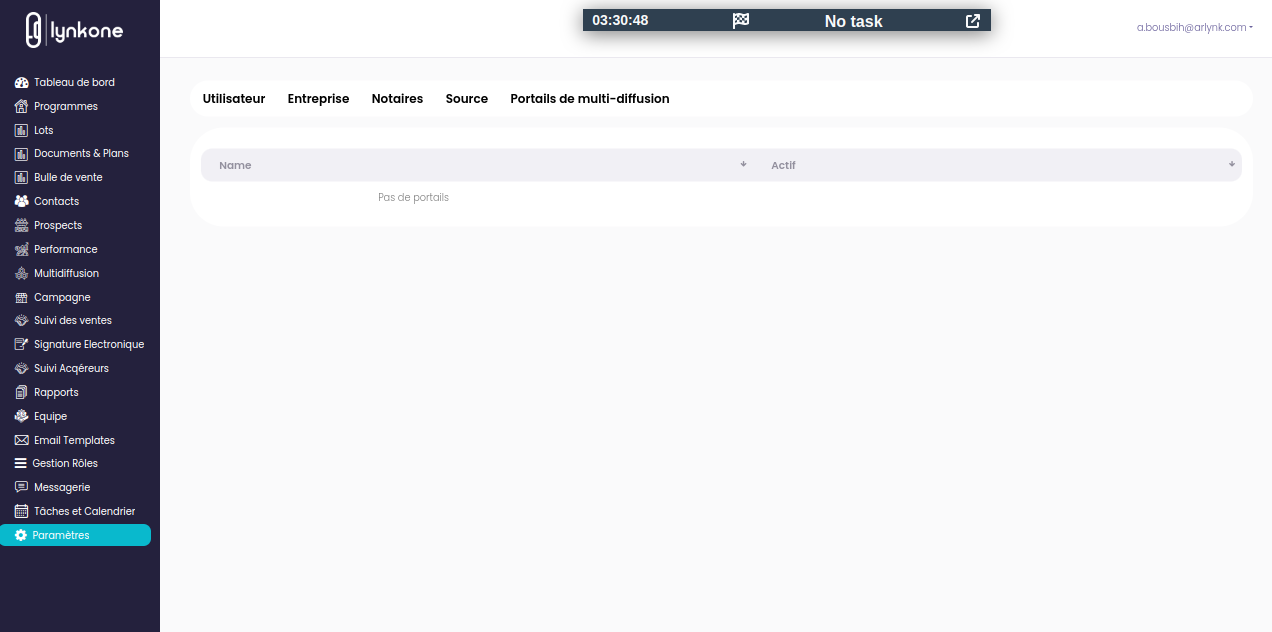 lynkone
03:30:48 No task
a.bousbih@arlynk.com
Tableau de bord
Programmes
Lots
Documents & Plans
Bulle de vente
Contacts
Prospects
Performance
Multidiffusion
Campagne
Suivi des ventes
Signature Electronique
Suivi Acqéreurs
Rapports
Equipe
Email Templates
Gestion Rôles
Messagerie
Tâches et Calendrier
Paramètres
Utilisateur Entreprise Notaires Source Portails de multi-diffusion
Name Actif
Pas de portails